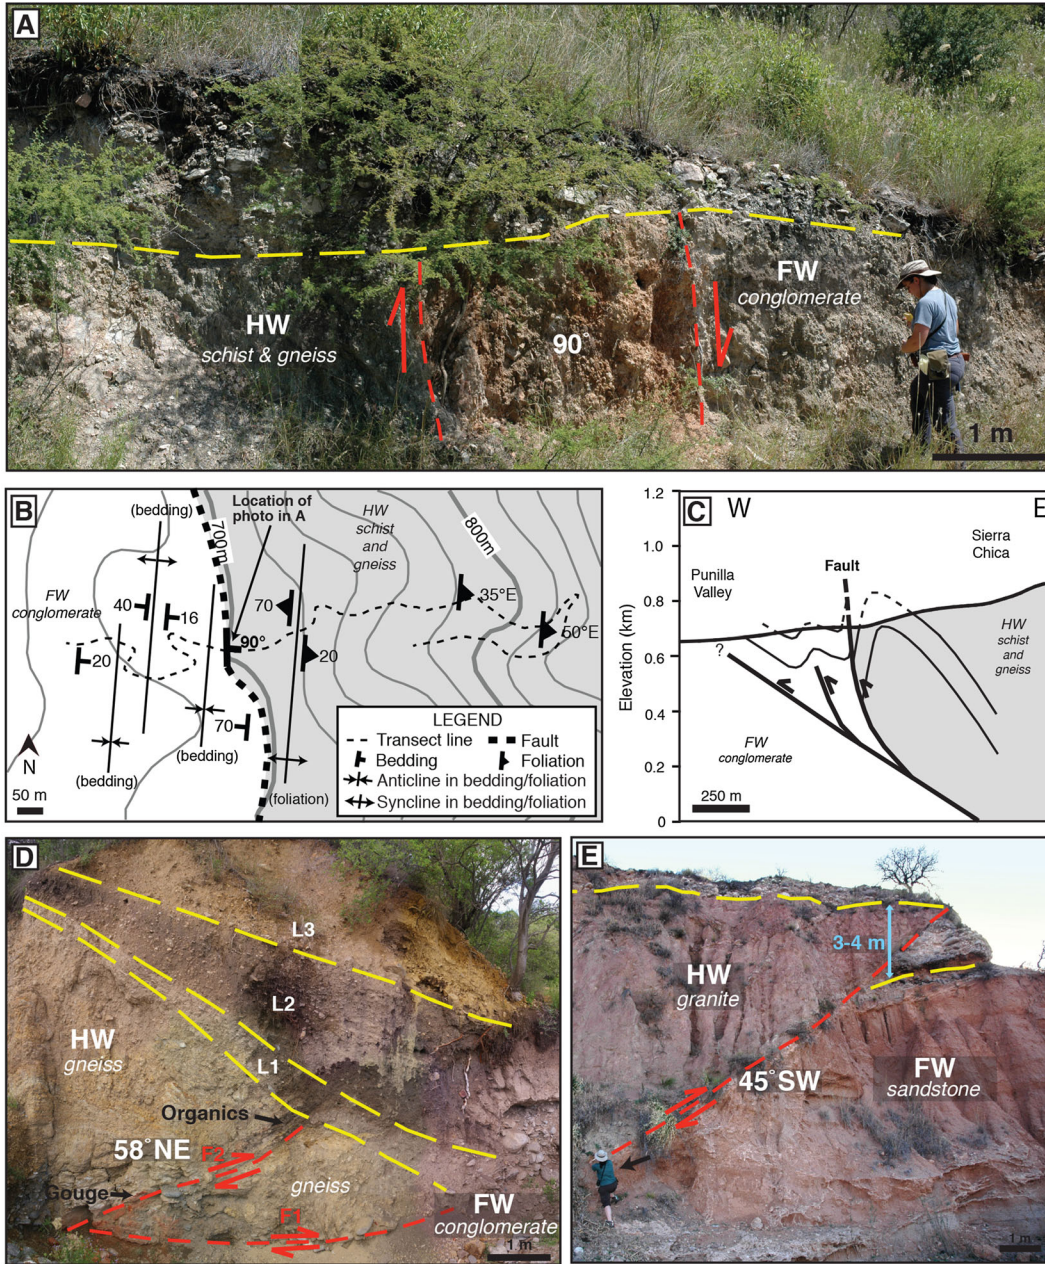 A
HW
schist & gneiss
90°
FW
conglomerate
1 m
B
(bedding)
Location of
photo in A
700m
HW
schist
and
gneiss
800m
FW
conglomerate
40
16
70
35°E
20
90°
20
50°E
70
(bedding)
(bedding)
(foliation)
N
50 m
LEGEND
Transect line
Fault
Bedding
Foliation
Anticline in bedding/foliation
Syncline in bedding/foliation
C
W
E
1.2
1.0
0.8
0.6
0.4
0.2
0
Elevation (km)
Punilla
Valley
Fault
Sierra
Chica
HW
schist
and
gneiss
?
FW
conglomerate
250 m
D
L3
L2
HW
gneiss
L1
Organics
58°NE
F2
gneiss
Gouge
F1
FW
conglomerate
1 m
E
3-4 m
HW
granite
45°SW
FW
sandstone
1 m